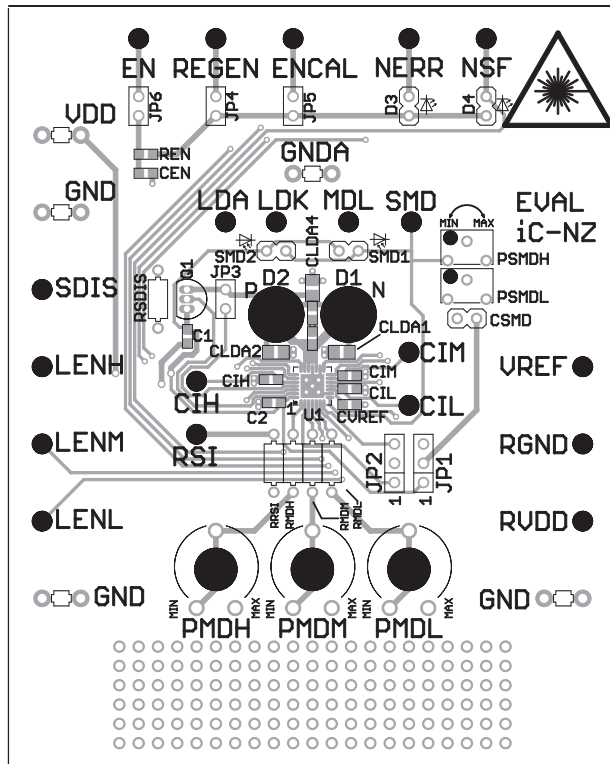 EN REGEN ENCAL NERR NSF
JP6 JP4 JP5 D3 D4
VDD
REN
CEN
GNDA
GND
LDA LDK MDL SMD
MIN MAX
EVAL
iC-NZ
SMD2 CLDA4 SMD1
PSMDH
SDIS
RSDIS Q1 JP3 P D2 D1 N
PSMDL
CSMD
C1
CLDA2 CLDA1
LENH
CIM
VREF
CIH CIM
CIH
CIL
CIL
C2 1 U1 CVREF
LENM
RSI
JP2 JP1
RGND
1 1
LENL
RRSI RMDH RMDM RMDL
RVDD
GND
GND
MIN MAX MIN MAX MIN MAX
PMDH PMDM PMDL